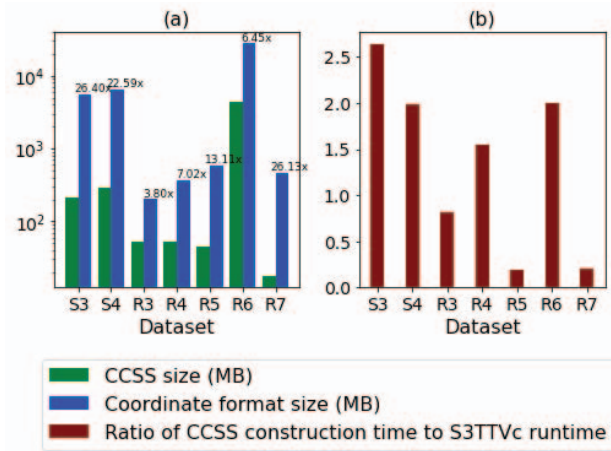 (a)
(b)
10^4
10^3
10^2
26.40x
22.59x
3.80x
7.02x
13.11x
6.45x
26.13x
S3 S4 R3 R4 R5 R6 R7
Dataset
2.5
2.0
1.5
1.0
0.5
0.0
S3 S4 R3 R4 R5 R6 R7
Dataset
CCSS size (MB)
Coordinate format size (MB)
Ratio of CCSS construction time to S3TTVc runtime